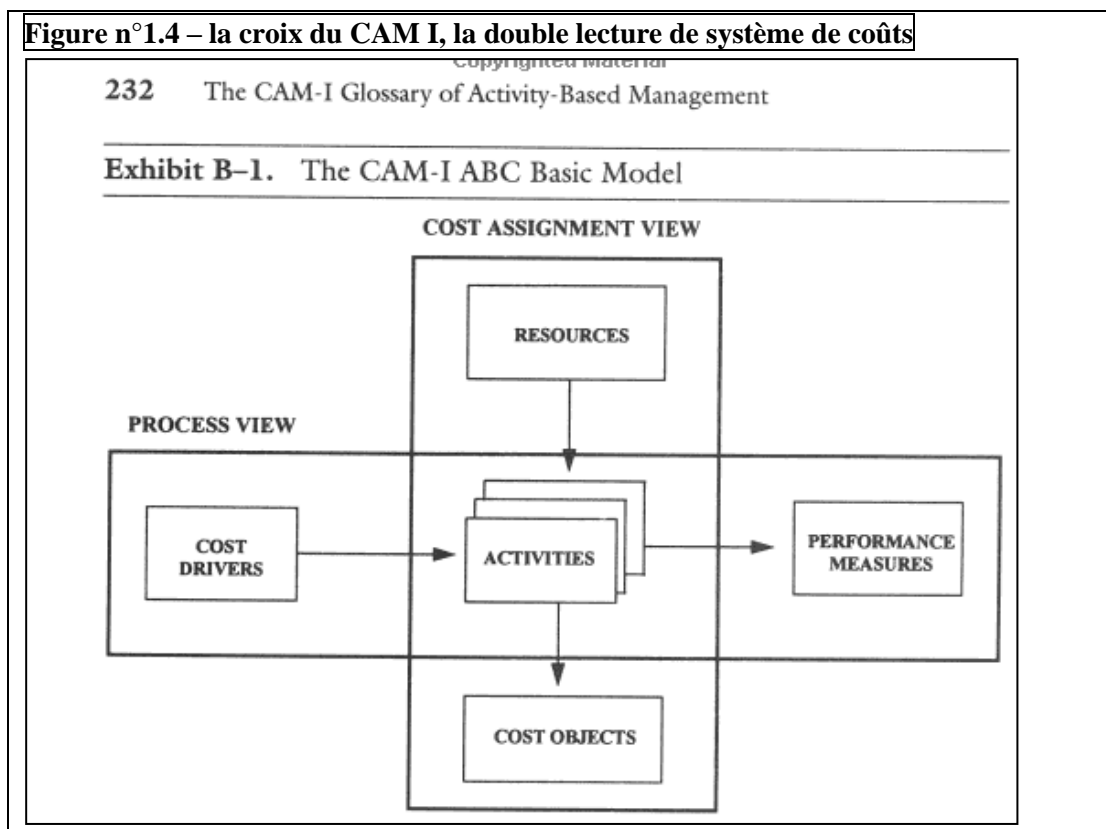 Figure n°1.4 – la croix du CAM I, la double lecture de système de coûts
Copyrighted Material
232 The CAM-I Glossary of Activity-Based Management
Exhibit B–1. The CAM-I ABC Basic Model
COST ASSIGNMENT VIEW
RESOURCES
PROCESS VIEW
COST
DRIVERS
ACTIVITIES
PERFORMANCE
MEASURES
COST OBJECTS